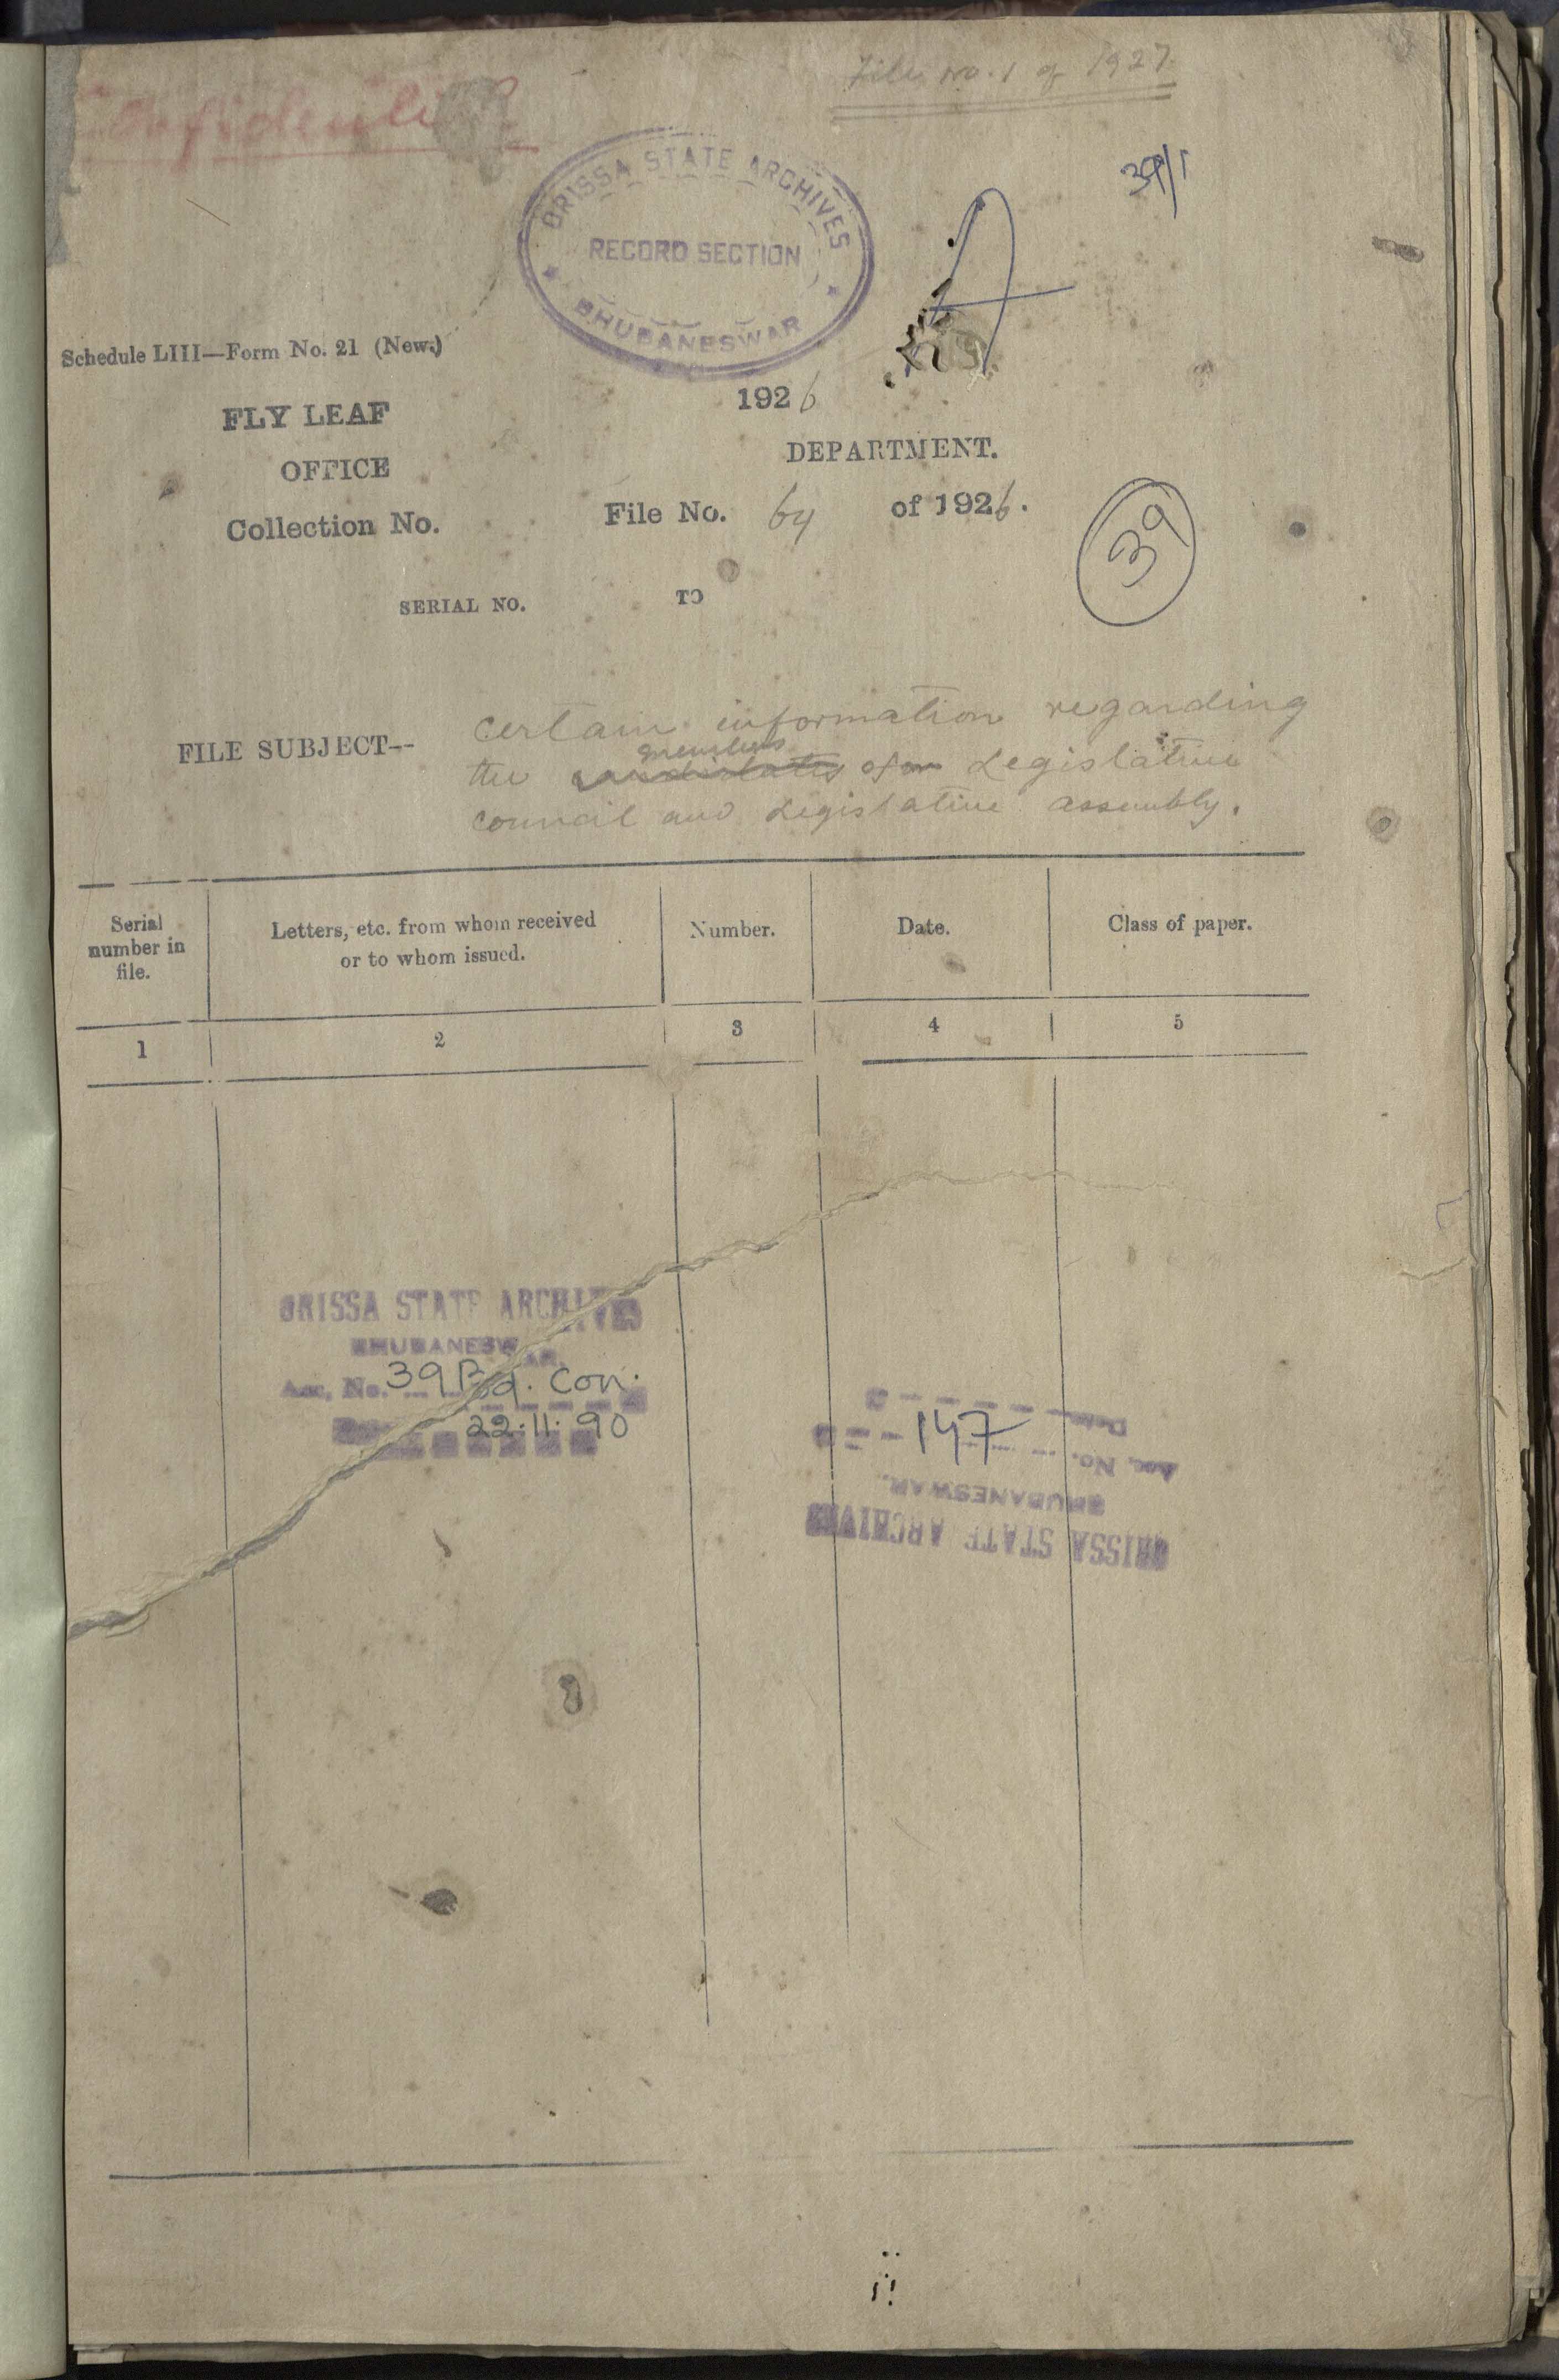 File no. 1 of 1927.
Confidential
39/1
ORISSA STATE ARCHIVES
RECORD SECTION
BHUBANESWAR
Schedule LIII—Form No. 21 (New.)
1926
FLY LEAF
DEPARTMENT.
OFFICE
Collection No. File No. 64 of 1926.
39
SERIAL NO. TO
FILE SUBJECT-- Certain information regarding
members
the candidates of Legislative
council and Legislative assembly.
Serial number in file.
Letters, etc. from whom received or to whom issued.
Number.
Date.
Class of paper.
1 2 3 4 5
ORISSA STATE ARCHIVES
BHUBANESWAR.
Acc, No. 39 Bd. Con.
22.11.90
ORISSA STATE ARCHIVES
BHUBANESWAR.
Acc, No. 147
Date